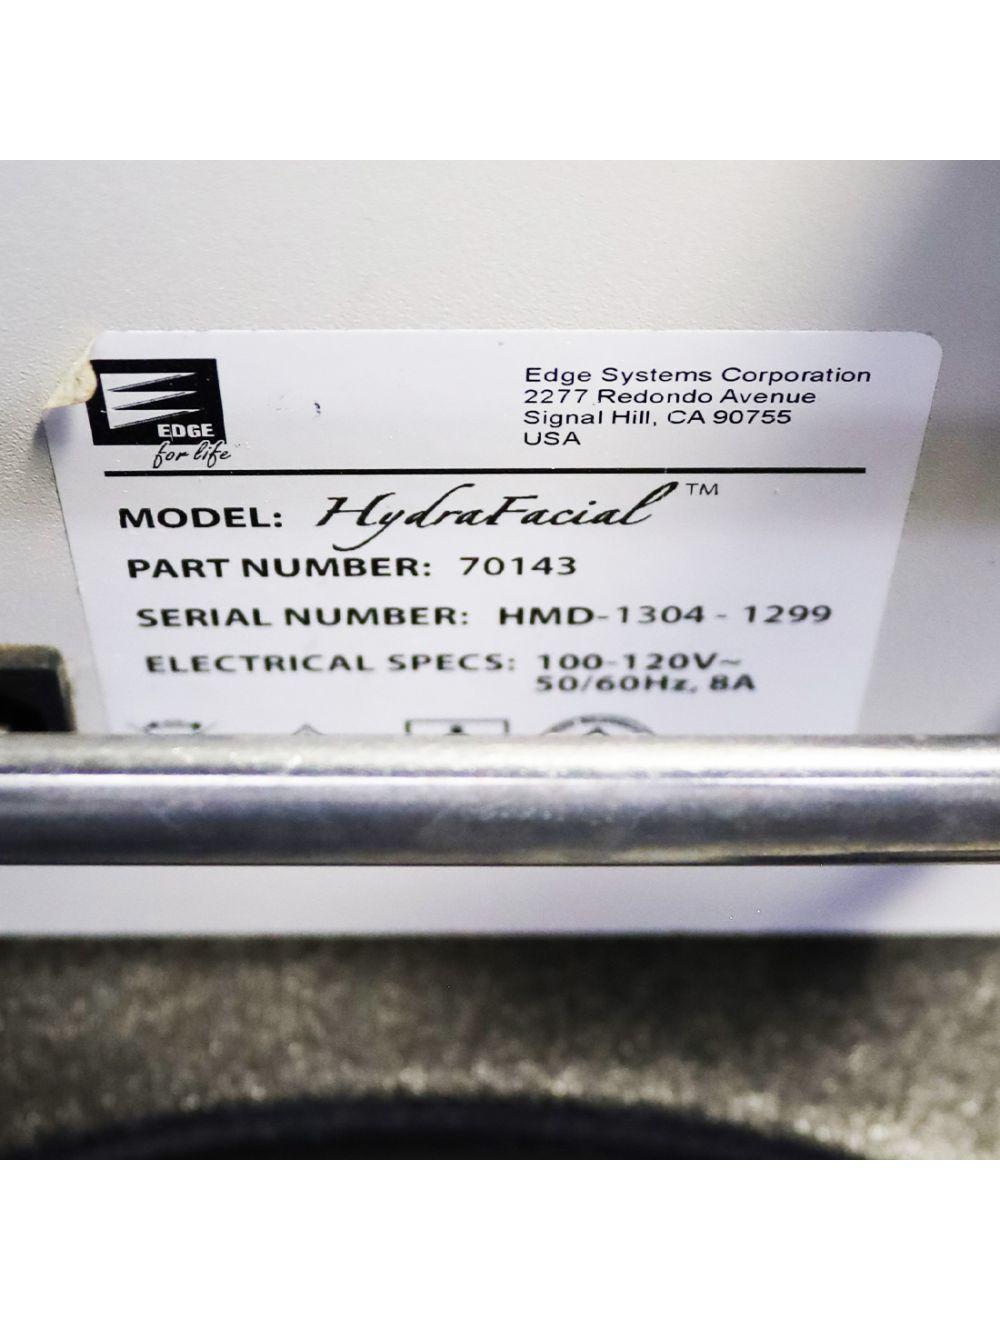 EDGE
for life
Edge Systems Corporation
2277 Redondo Avenue
Signal Hill, CA 90755
USA
MODEL: HydraFacial™
PART NUMBER: 70143
SERIAL NUMBER: HMD-1304 - 1299
ELECTRICAL SPECS: 100-120V~
50/60Hz, 8A